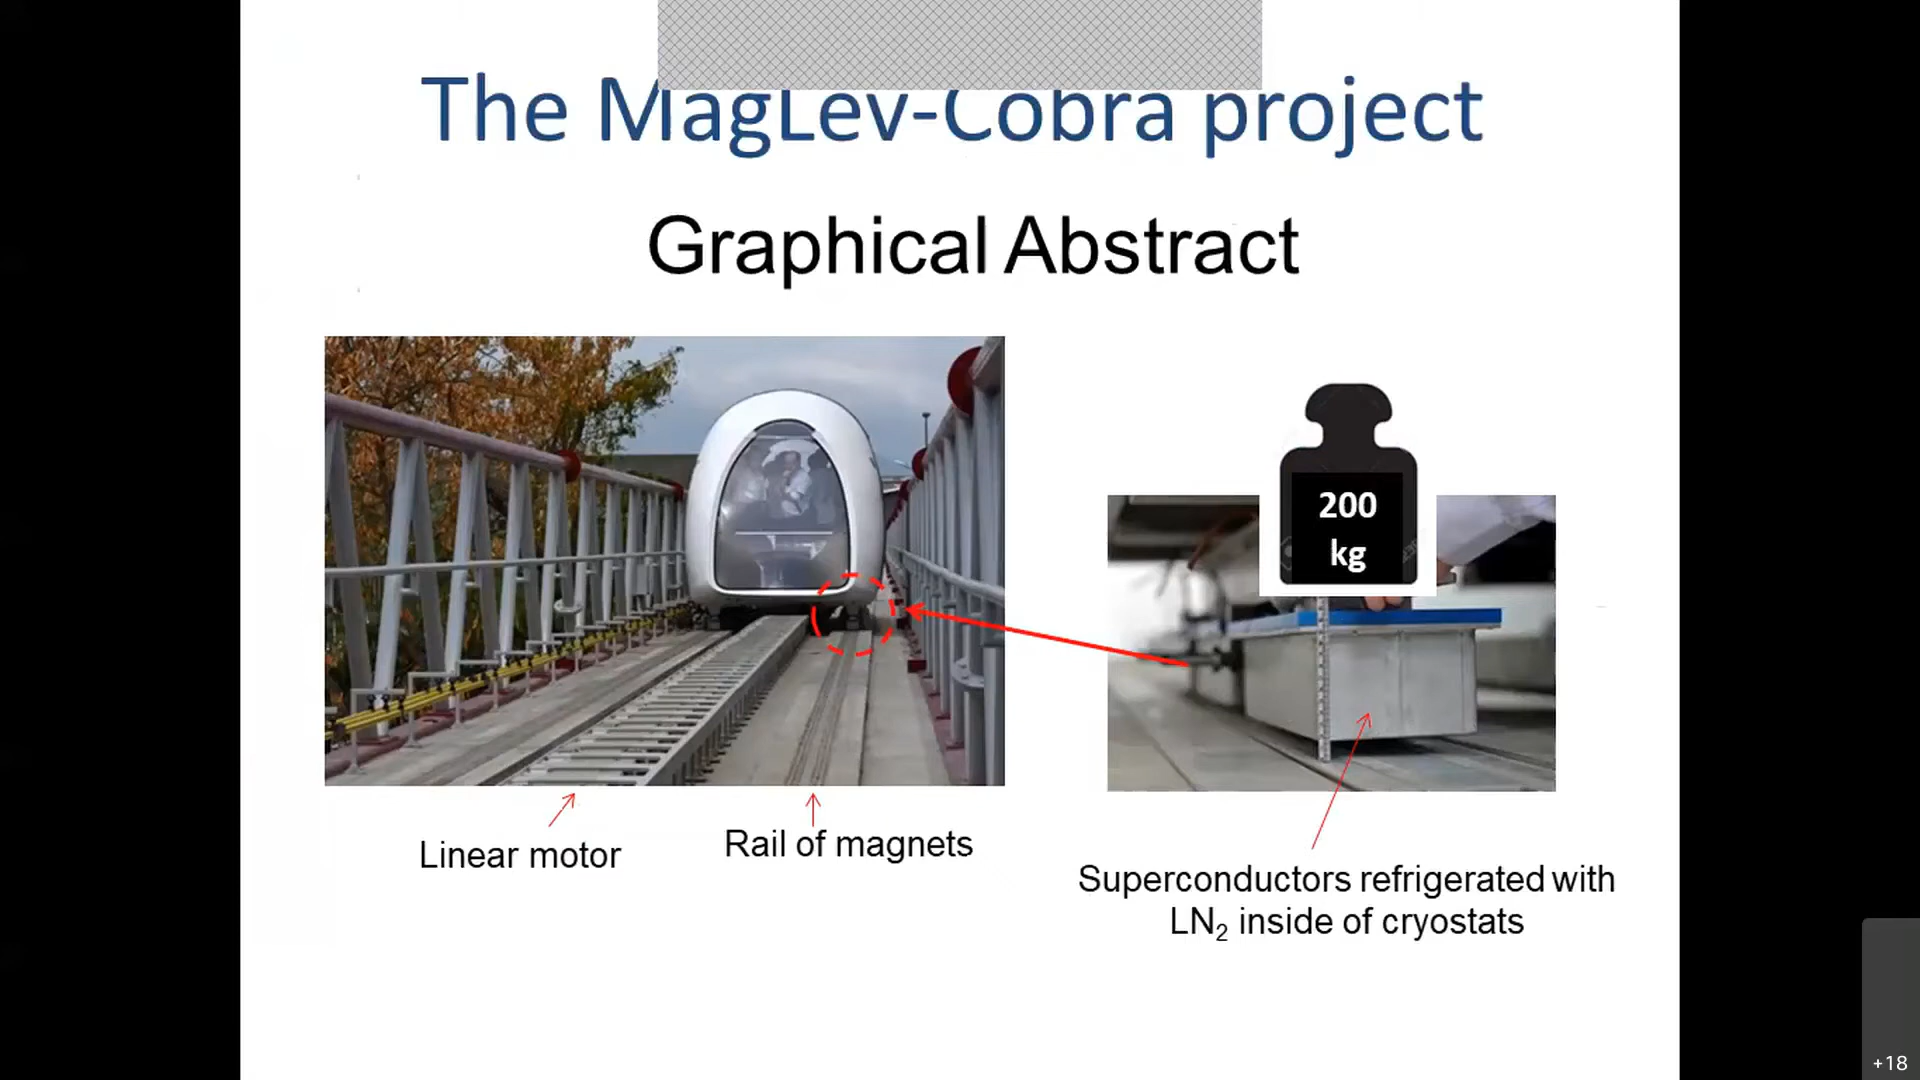 The MagLev-Cobra project
Graphical Abstract
200
kg
Linear motor
Rail of magnets
Superconductors refrigerated with
LN₂ inside of cryostats
+18